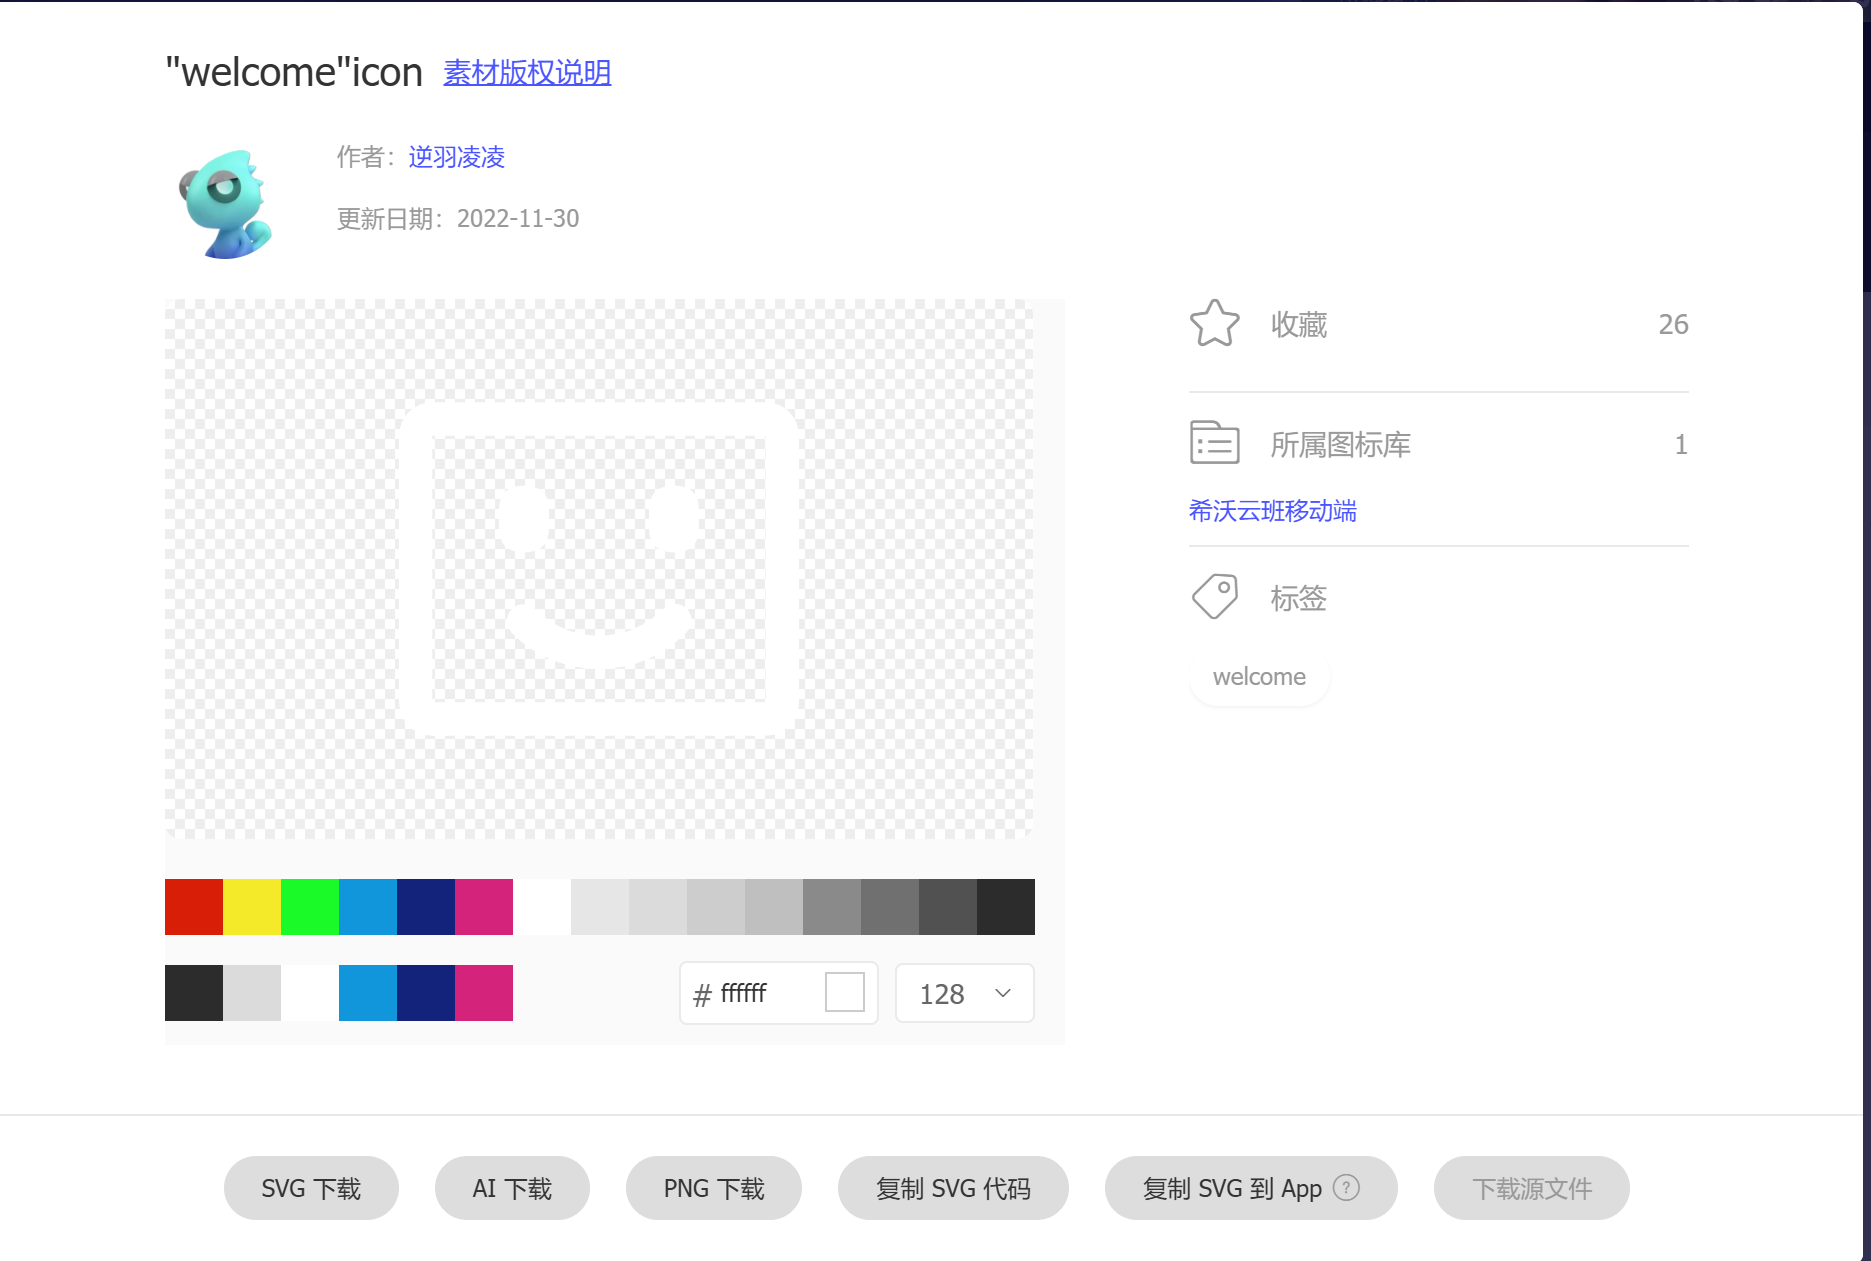 "welcome"icon 素材版权说明
作者：逆羽凌凌
更新日期：2022-11-30
收藏 26
所属图标库 1
希沃云班移动端
标签
welcome
# ffffff 128
SVG 下载 AI 下载 PNG 下载 复制 SVG 代码 复制 SVG 到 App ? 下载源文件